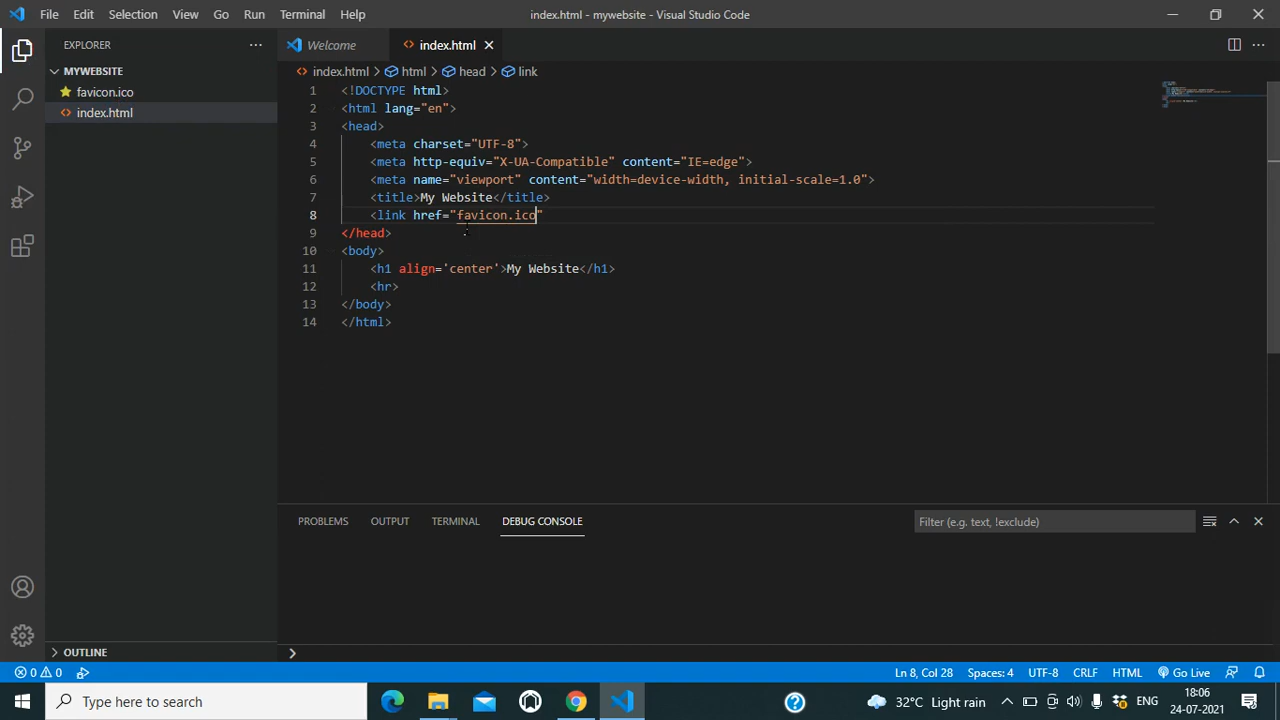 File Edit Selection View Go Run Terminal Help index.html - mywebsite - Visual Studio Code
EXPLORER
Welcome index.html
MYWEBSITE
index.html > html > head > link
favicon.ico
index.html
1 <!DOCTYPE html>
2 <html lang="en">
3 <head>
4 <meta charset="UTF-8">
5 <meta http-equiv="X-UA-Compatible" content="IE=edge">
6 <meta name="viewport" content="width=device-width, initial-scale=1.0">
7 <title>My Website</title>
8 <link href="favicon.ico"
9 </head>
10 <body>
11 <h1 align='center'>My Website</h1>
12 <hr>
13 </body>
14 </html>
PROBLEMS OUTPUT TERMINAL DEBUG CONSOLE
Filter (e.g. text, !exclude)
OUTLINE
0 0 Ln 8, Col 28 Spaces: 4 UTF-8 CRLF HTML Go Live
Type here to search
32°C Light rain ENG
18:06
24-07-2021